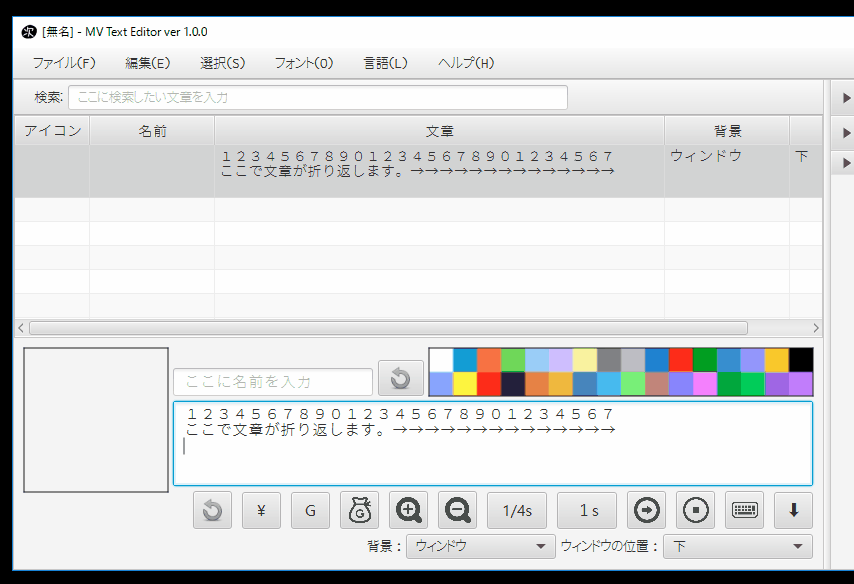 次 [無名] - MV Text Editor ver 1.0.0
ファイル(F) 編集(E) 選択(S) フォント(O) 言語(L) ヘルプ(H)
検索: ここに検索したい文章を入力
アイコン 名前 文章 背景
１２３４５６７８９０１２３４５６７８９０１２３４５６７ ウィンドウ 下
ここで文章が折り返します。→→→→→→→→→→→→→→
ここに名前を入力
１２３４５６７８９０１２３４５６７８９０１２３４５６７
ここで文章が折り返します。→→→→→→→→→→→→→→
¥ G G 1/4s 1 s
背景： ウィンドウ ウィンドウの位置： 下